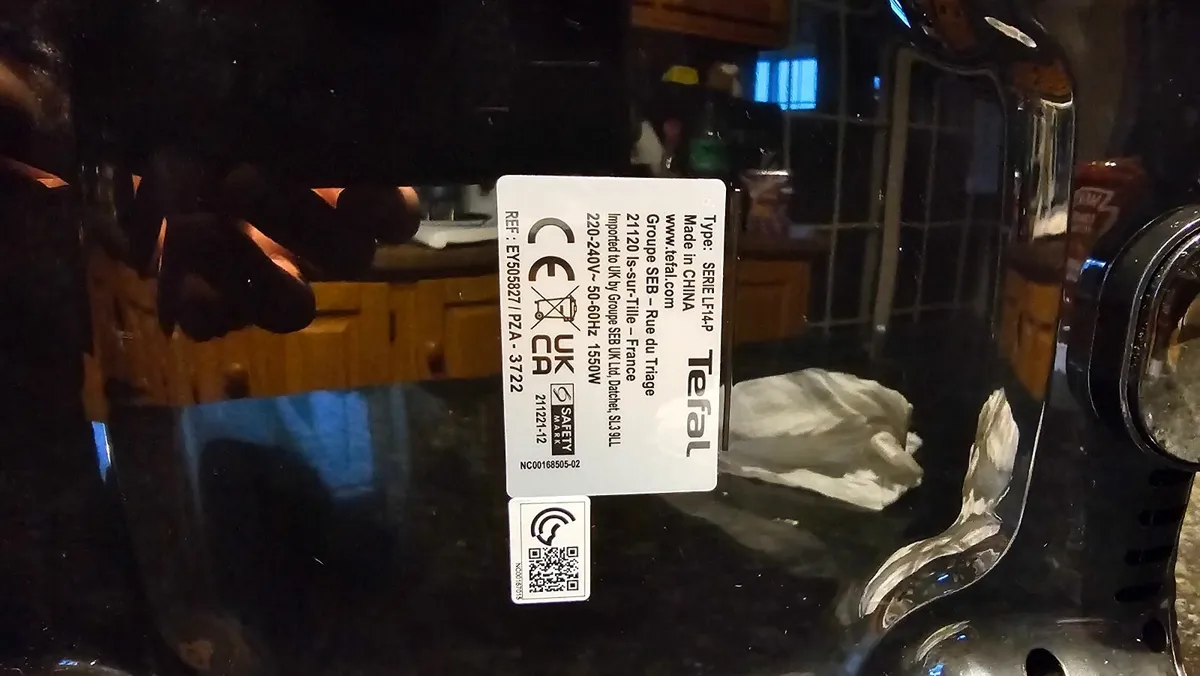 Tefal
Type: SERIE LF14-P
Made in CHINA
www.tefal.com
Groupe SEB – Rue du Triage
21120 Is-sur-Tille – France
Imported to UK by Groupe SEB UK Ltd, Datchet, SL3 9LL
220-240V~ 50-60Hz 1550W
CE
UK
CA
SAFETY
MARK
211221-12
REF : EY505827 / PZA - 3722
NC00168505-02